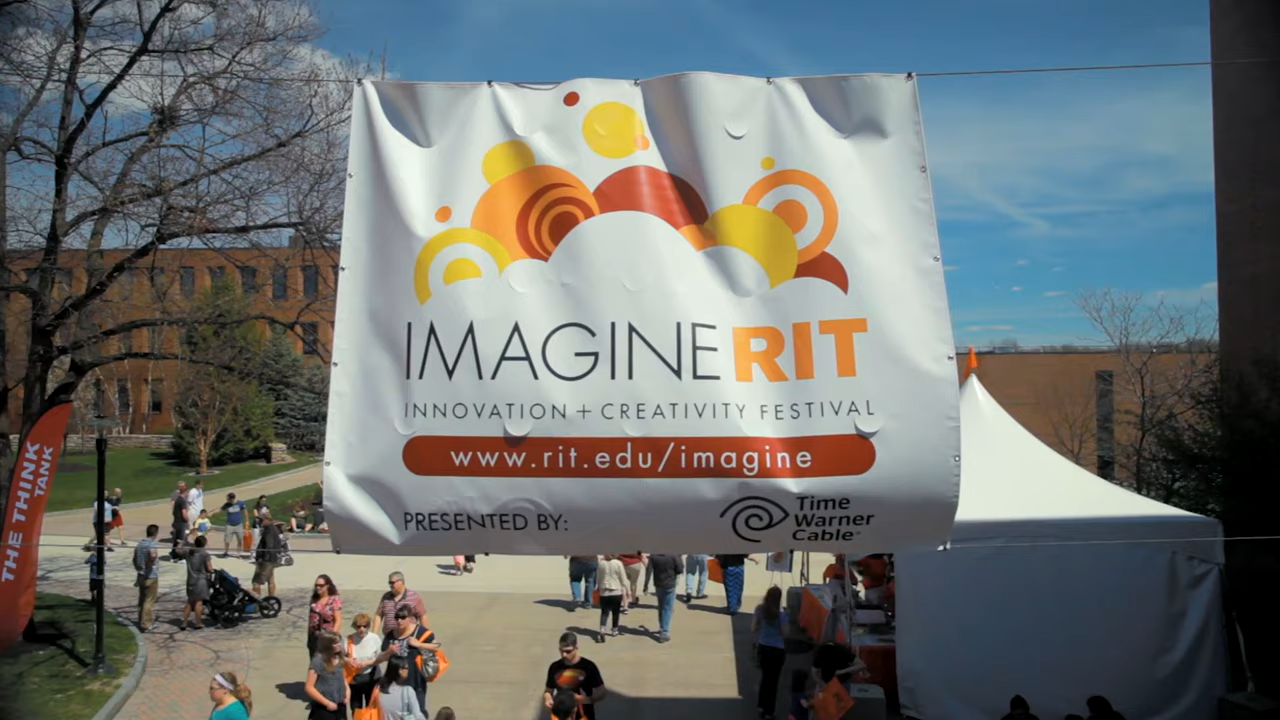 IMAGINE RIT
INNOVATION + CREATIVITY FESTIVAL
www.rit.edu/imagine
PRESENTED BY:
Time
Warner
Cable
THE THINK
TANK